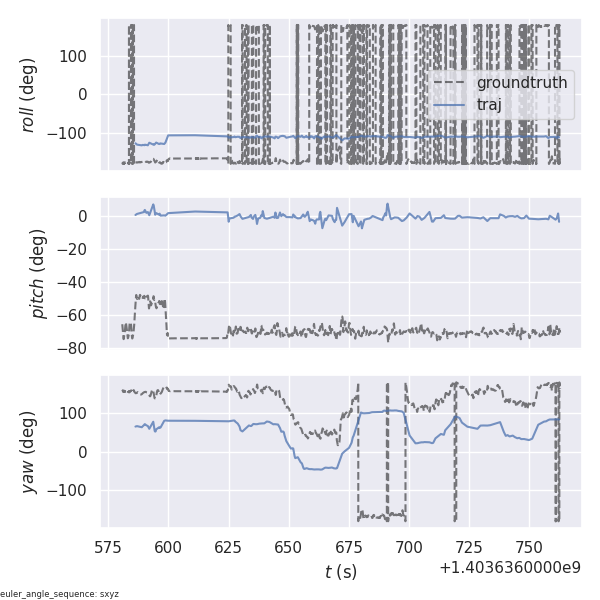 100
0
−100
roll (deg)
groundtruth
traj
0
−20
−40
−60
−80
pitch (deg)
100
0
−100
yaw (deg)
575 600 625 650 675 700 725 750
t (s)
+1.4036360000e9
euler_angle_sequence: sxyz